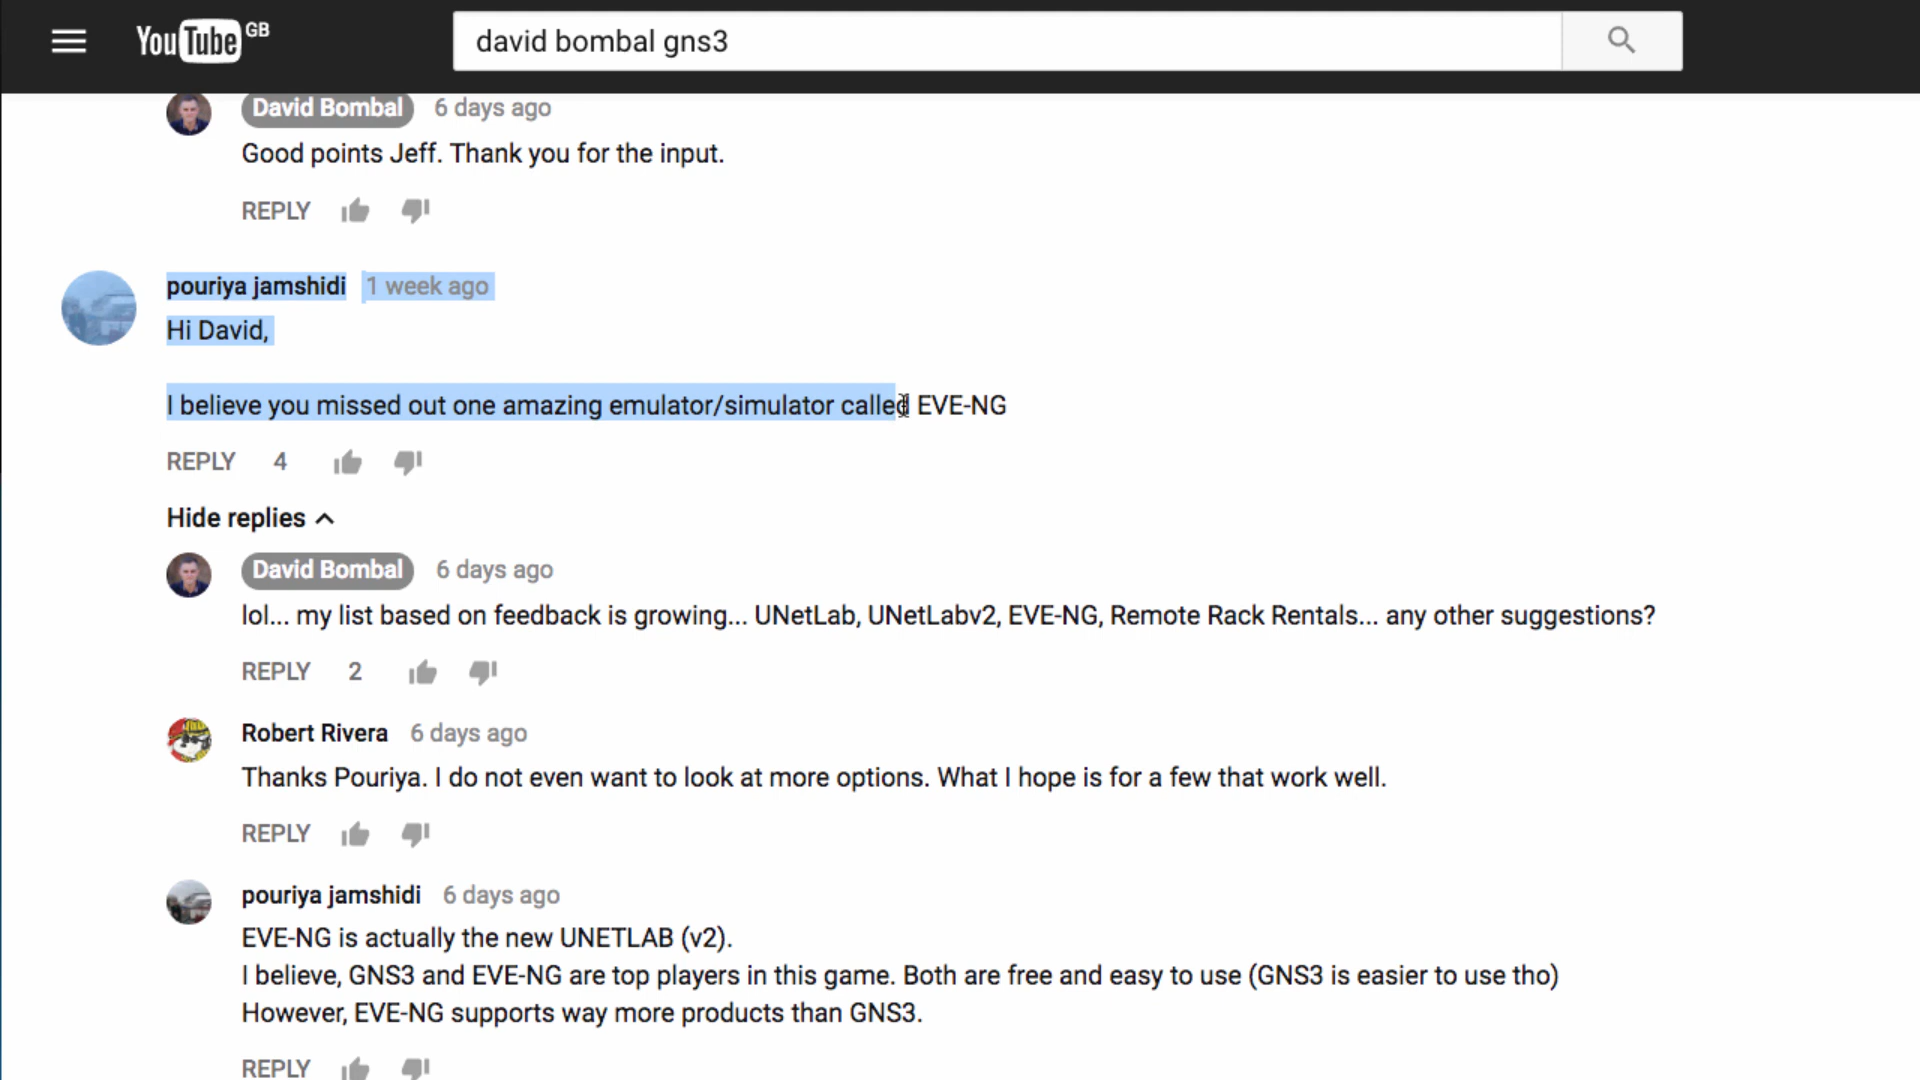 YouTube GB
david bombal gns3
David Bombal 6 days ago
Good points Jeff. Thank you for the input.
REPLY
pouriya jamshidi 1 week ago
Hi David,
I believe you missed out one amazing emulator/simulator called EVE-NG
REPLY 4
Hide replies
David Bombal 6 days ago
lol... my list based on feedback is growing... UNetLab, UNetLabv2, EVE-NG, Remote Rack Rentals... any other suggestions?
REPLY 2
Robert Rivera 6 days ago
Thanks Pouriya. I do not even want to look at more options. What I hope is for a few that work well.
REPLY
pouriya jamshidi 6 days ago
EVE-NG is actually the new UNETLAB (v2).
I believe, GNS3 and EVE-NG are top players in this game. Both are free and easy to use (GNS3 is easier to use tho)
However, EVE-NG supports way more products than GNS3.
REPLY